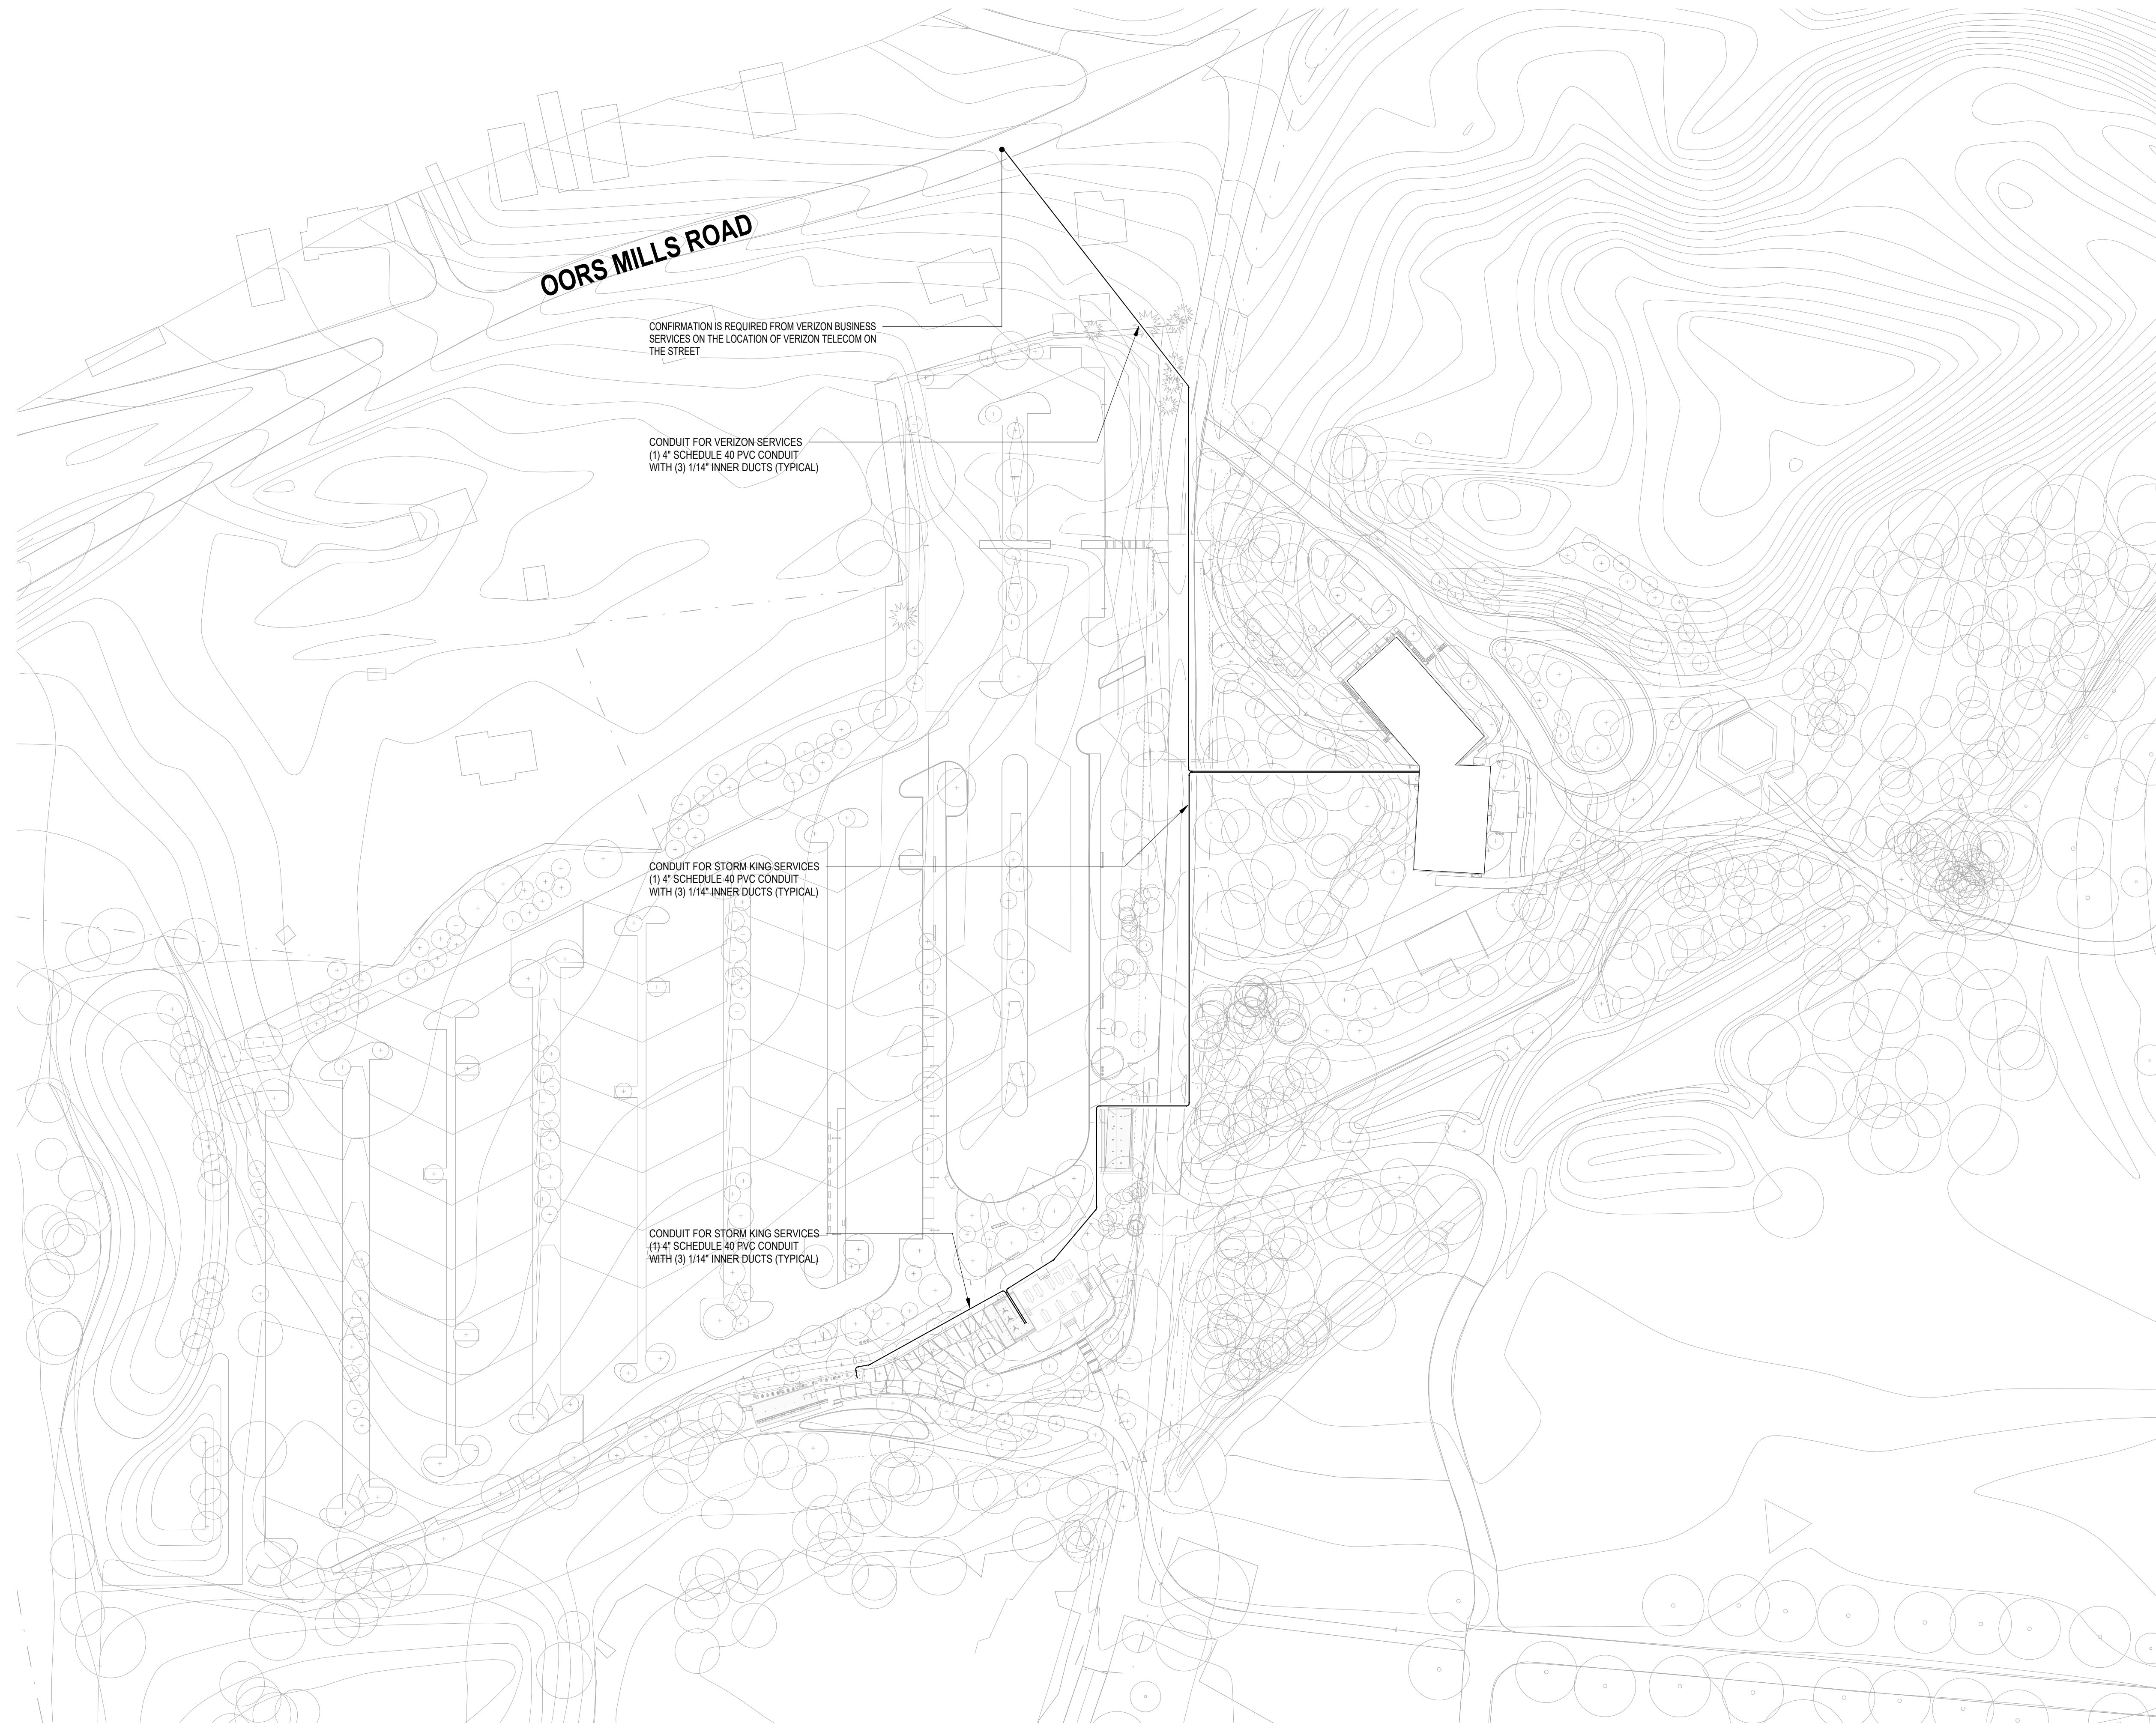 OORS MILLS ROAD
CONFIRMATION IS REQUIRED FROM VERIZON BUSINESS
SERVICES ON THE LOCATION OF VERIZON TELECOM ON
THE STREET
CONDUIT FOR VERIZON SERVICES
(1) 4" SCHEDULE 40 PVC CONDUIT
WITH (3) 1/14" INNER DUCTS (TYPICAL)
CONDUIT FOR STORM KING SERVICES
(1) 4" SCHEDULE 40 PVC CONDUIT
WITH (3) 1/14" INNER DUCTS (TYPICAL)
CONDUIT FOR STORM KING SERVICES
(1) 4" SCHEDULE 40 PVC CONDUIT
WITH (3) 1/14" INNER DUCTS (TYPICAL)